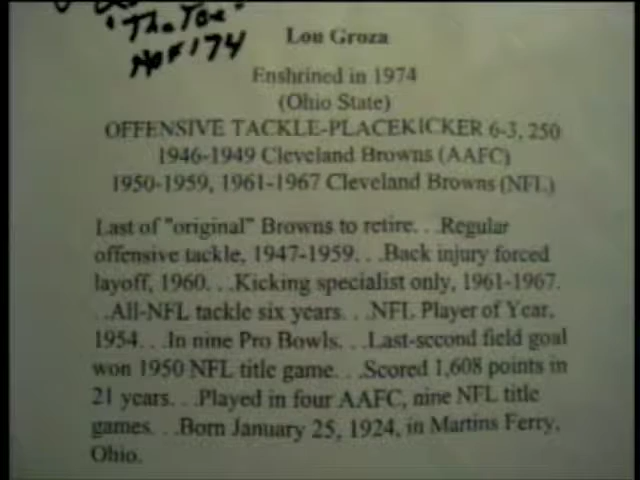 "The Toe"
HOF '74
Lou Groza
Enshrined in 1974
(Ohio State)
OFFENSIVE TACKLE-PLACEKICKER 6-3, 250
1946-1949 Cleveland Browns (AAFC)
1950-1959, 1961-1967 Cleveland Browns (NFL)
Last of "original" Browns to retire. . .Regular
offensive tackle, 1947-1959. . .Back injury forced
layoff, 1960. . .Kicking specialist only, 1961-1967.
. .All-NFL tackle six years. . .NFL Player of Year,
1954. . .In nine Pro Bowls. . .Last-second field goal
won 1950 NFL title game. . .Scored 1,608 points in
21 years. . .Played in four AAFC, nine NFL title
games. . .Born January 25, 1924, in Martins Ferry,
Ohio.